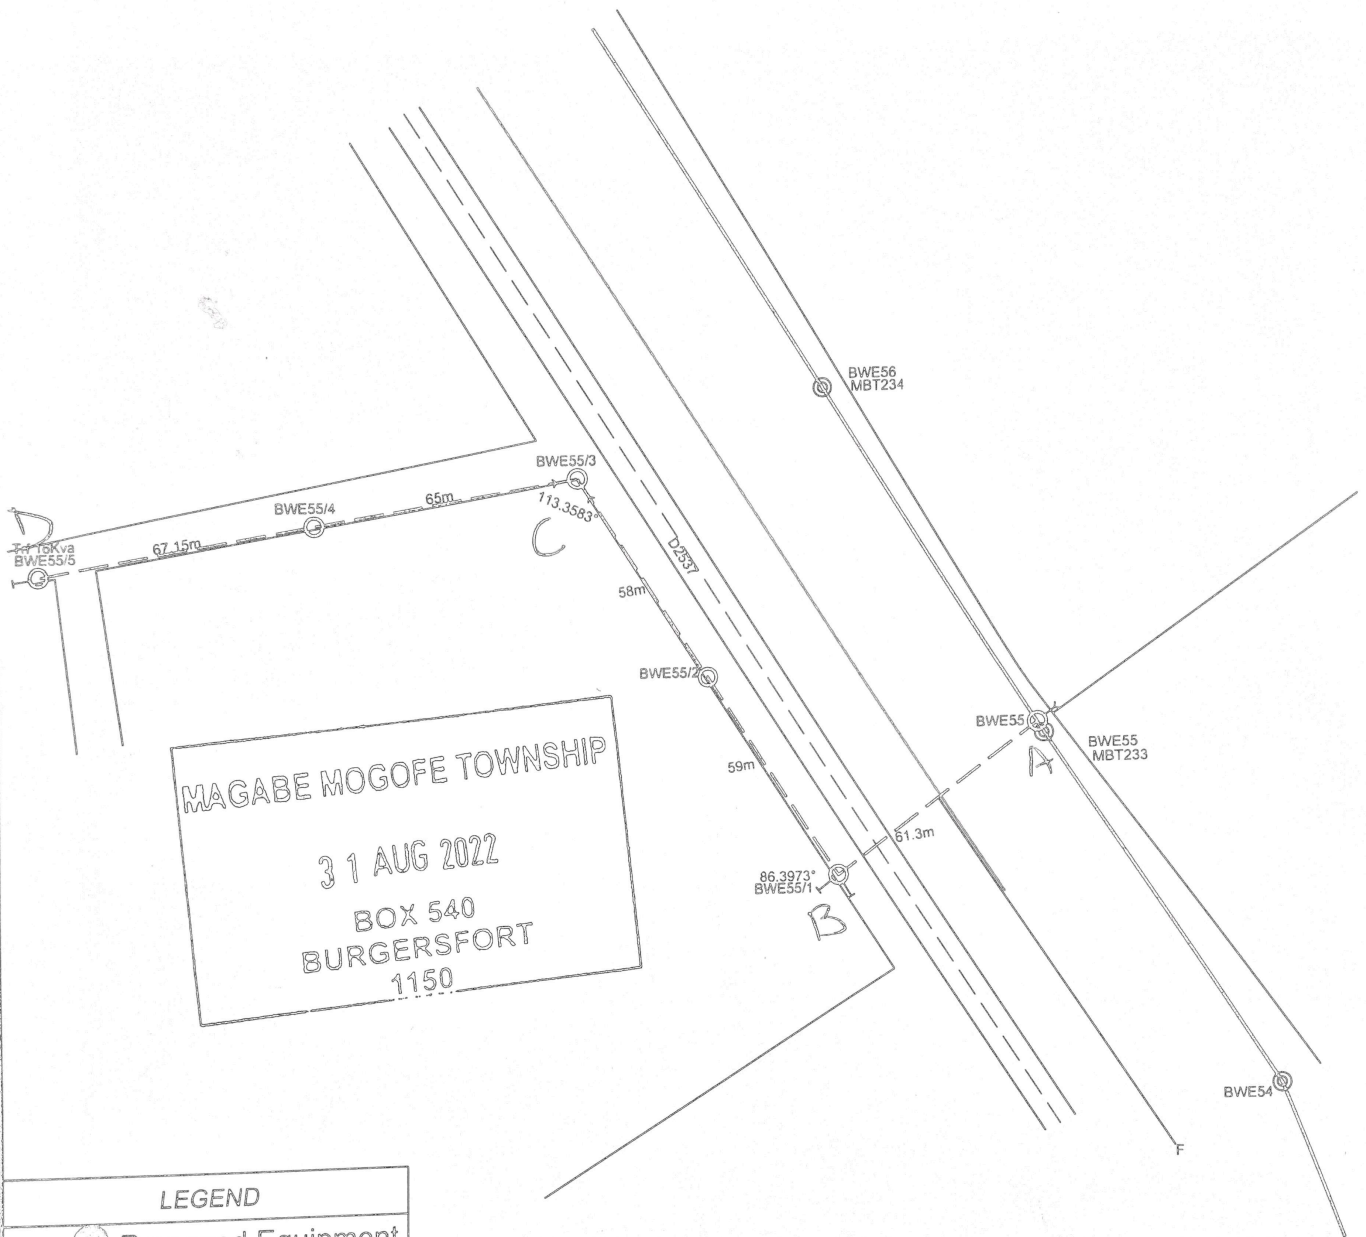 BWE56
MBT234
BWE55/3
113.3583°
C
65m
BWE55/4
D
67.15m
Trf 16Kva
BWE55/5
D2537
58m
BWE55/2
BWE55
BWE55
MBT233
A
59m
61.3m
86.3973°
BWE55/1
B
MAGABE MOGOFE TOWNSHIP
31 AUG 2022
BOX 540
BURGERSFORT
1150
BWE54
F
LEGEND
Equipment